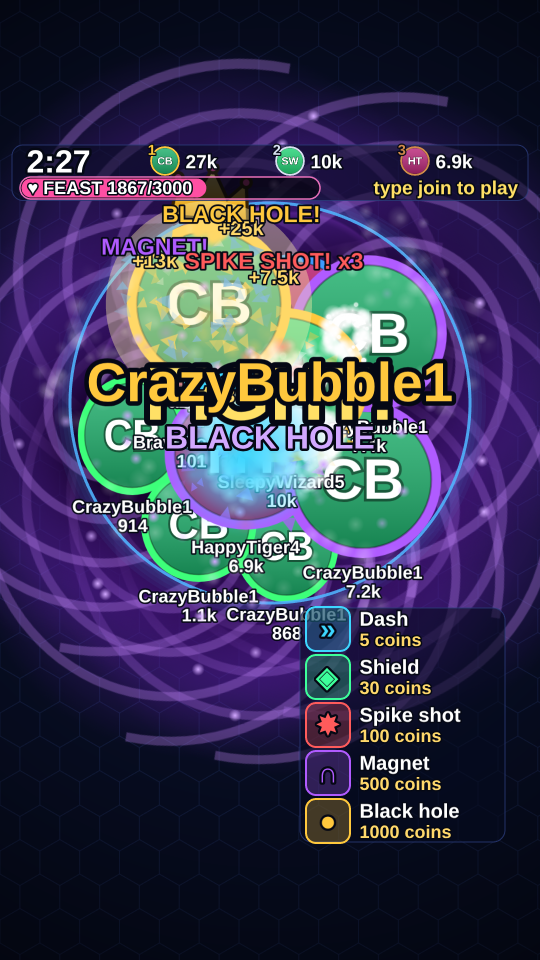 2:27
1 CB 27k
2 SW 10k
3 HT 6.9k
♥ FEAST 1867/3000
type join to play
BLACK HOLE!
+25k
MAGNET!
+13k
SPIKE SHOT! x3
+7.5k
CB
CB
CrazyBubble1
BLACK HOLE
CB
101
SleepyWizard5
10k
CB
CrazyBubble1
914
CB
HappyTiger4
6.9k
CB
CrazyBubble1
7.2k
CrazyBubble1
1.1k
CrazyBubble1
868
Dash
5 coins
Shield
30 coins
Spike shot
100 coins
Magnet
500 coins
Black hole
1000 coins